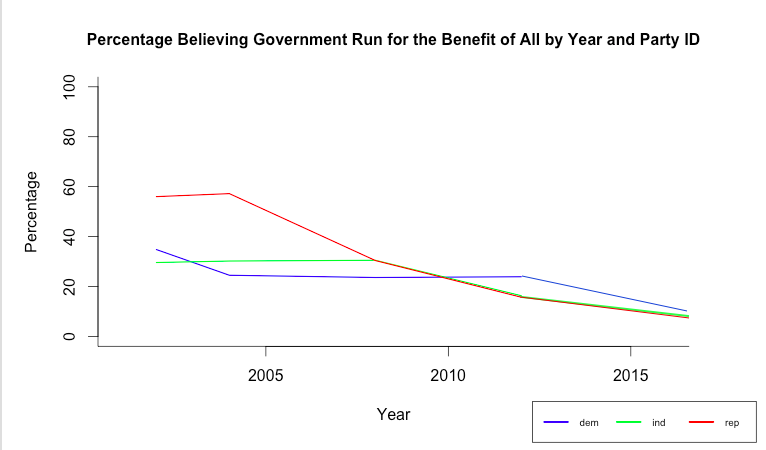 Percentage Believing Government Run for the Benefit of All by Year and Party ID
100
80
60
40
20
0
Percentage
2005 2010 2015
Year
dem ind rep